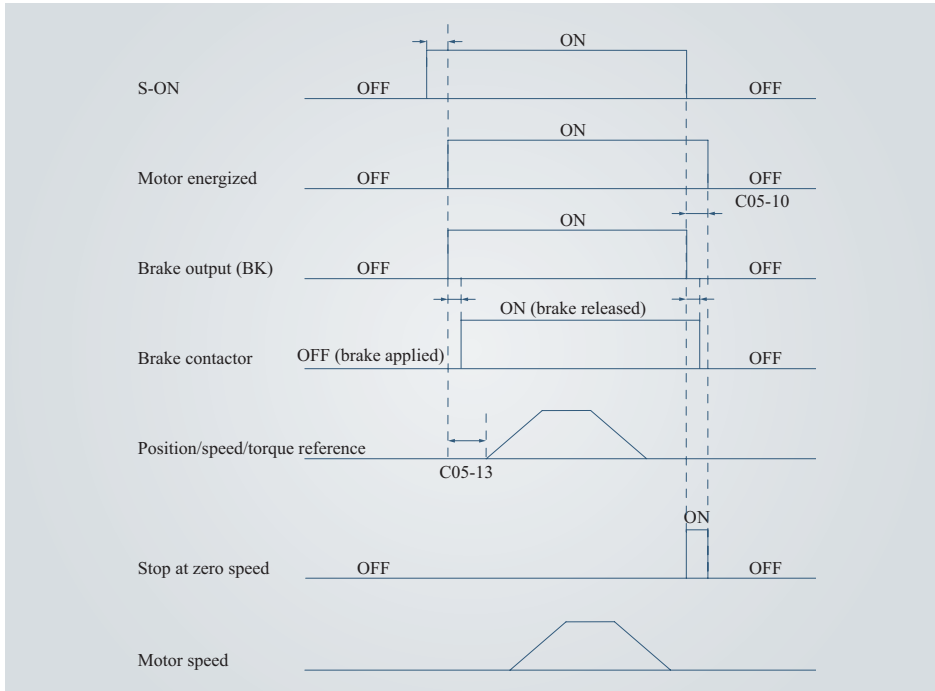 ON
S-ON OFF OFF
ON
Motor energized OFF OFF
C05-10
ON
Brake output (BK) OFF OFF
ON (brake released)
Brake contactor OFF (brake applied) OFF
Position/speed/torque reference
C05-13
ON
Stop at zero speed OFF OFF
Motor speed